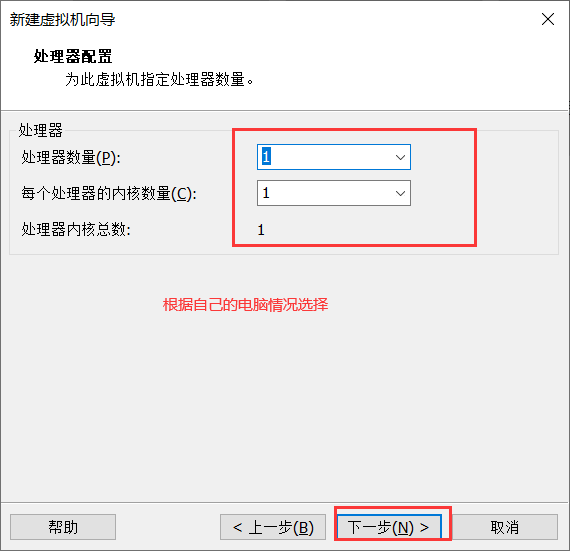 新建虚拟机向导
处理器配置
为此虚拟机指定处理器数量。
处理器
处理器数量(P): 1
每个处理器的内核数量(C): 1
处理器内核总数: 1
根据自己的电脑情况选择
帮助 < 上一步(B) 下一步(N) > 取消